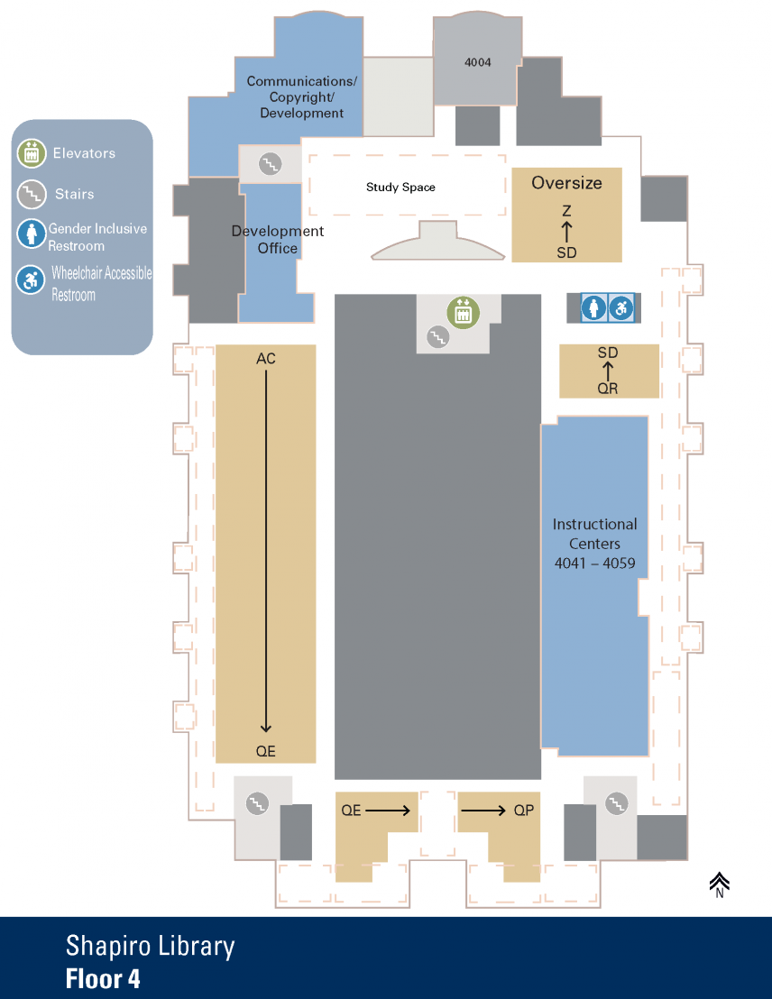 Communications/
Copyright/
Development
4004
Elevators
Stairs
Gender Inclusive
Restroom
Wheelchair Accessible
Restroom
Study Space
Oversize
Z
SD
Development
Office
AC
SD
QR
Instructional
Centers
4041 – 4059
QE
QE
QP
N
Shapiro Library
Floor 4